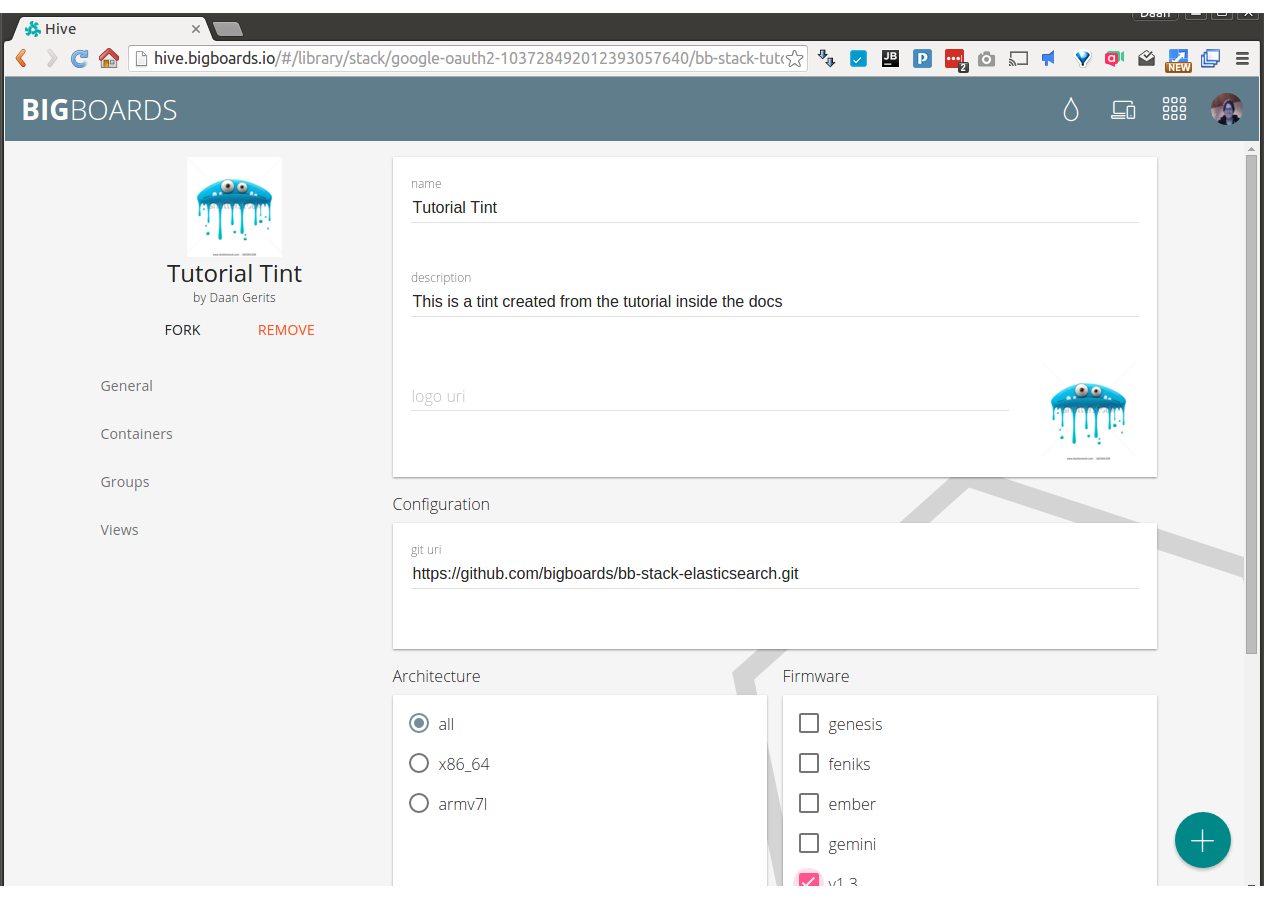 Daan
Hive
hive.bigboards.io/#/library/stack/google-oauth2-103728492012393057640/bb-stack-tuto
JB
P
2
a
NEW
BIGBOARDS
Tutorial Tint
by Daan Gerits
FORK REMOVE
General
Containers
Groups
Views
name
Tutorial Tint
description
This is a tint created from the tutorial inside the docs
logo uri
Configuration
git uri
https://github.com/bigboards/bb-stack-elasticsearch.git
Architecture
all
x86_64
armv7l
Firmware
genesis
feniks
ember
gemini
v1.3